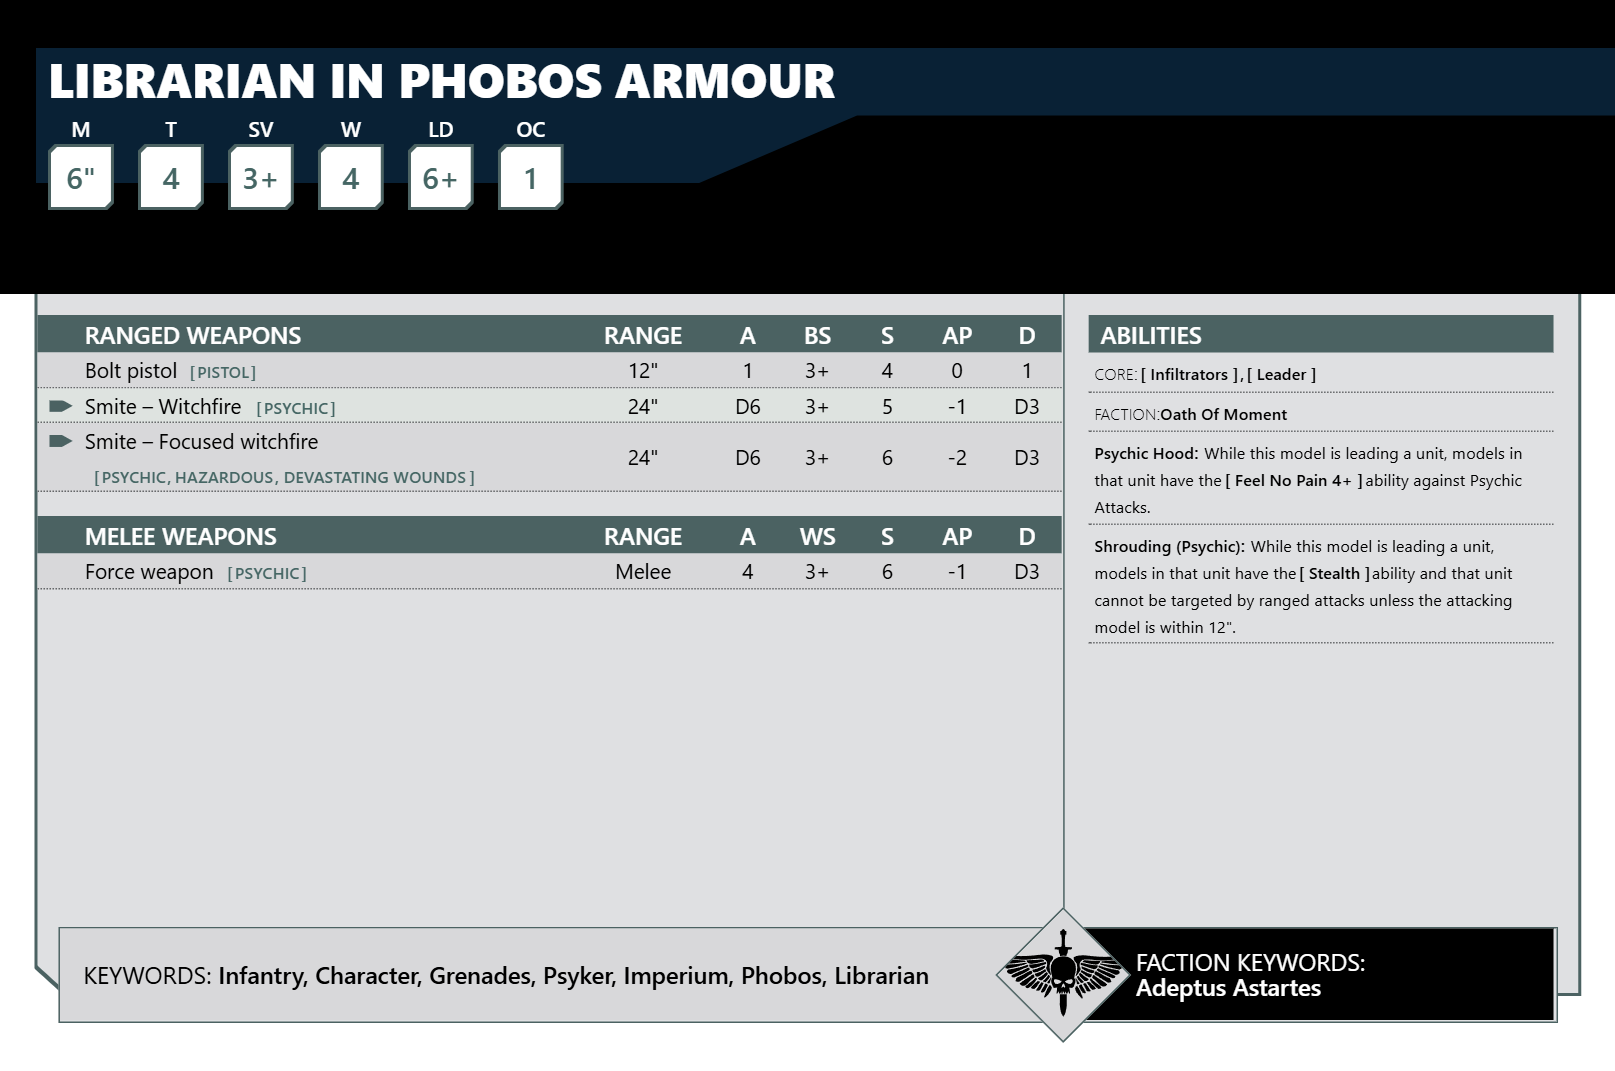 LIBRARIAN IN PHOBOS ARMOUR
M T SV W LD OC
6" 4 3+ 4 6+ 1
RANGED WEAPONS RANGE A BS S AP D
Bolt pistol [PISTOL] 12" 1 3+ 4 0 1
Smite – Witchfire [PSYCHIC] 24" D6 3+ 5 -1 D3
Smite – Focused witchfire 24" D6 3+ 6 -2 D3
[PSYCHIC, HAZARDOUS, DEVASTATING WOUNDS]
MELEE WEAPONS RANGE A WS S AP D
Force weapon [PSYCHIC] Melee 4 3+ 6 -1 D3
ABILITIES
CORE: [ Infiltrators ], [ Leader ]
FACTION:Oath Of Moment
Psychic Hood: While this model is leading a unit, models in
that unit have the [ Feel No Pain 4+ ] ability against Psychic
Attacks.
Shrouding (Psychic): While this model is leading a unit,
models in that unit have the [ Stealth ] ability and that unit
cannot be targeted by ranged attacks unless the attacking
model is within 12".
KEYWORDS: Infantry, Character, Grenades, Psyker, Imperium, Phobos, Librarian
FACTION KEYWORDS:
Adeptus Astartes